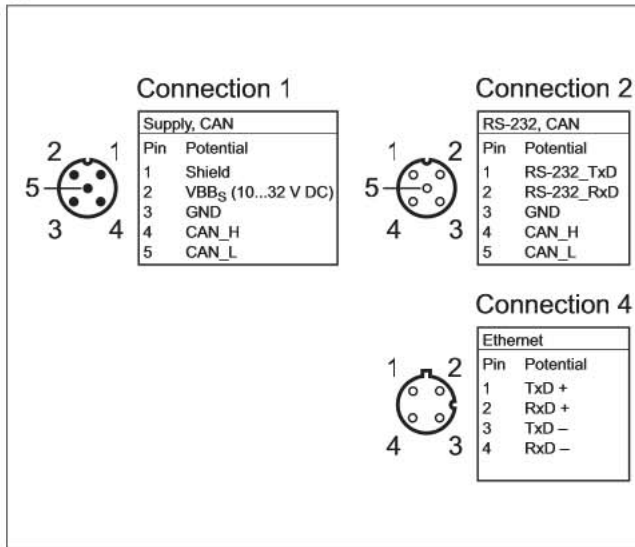 Connection 1
2 1
5
3 4
Supply, CAN
Pin Potential
1 Shield
2 VBBS (10...32 V DC)
3 GND
4 CAN_H
5 CAN_L
Connection 2
1 2
5
4 3
RS-232, CAN
Pin Potential
1 RS-232_TxD
2 RS-232_RxD
3 GND
4 CAN_H
5 CAN_L
Connection 4
1 2
4 3
Ethernet
Pin Potential
1 TxD +
2 RxD +
3 TxD –
4 RxD –